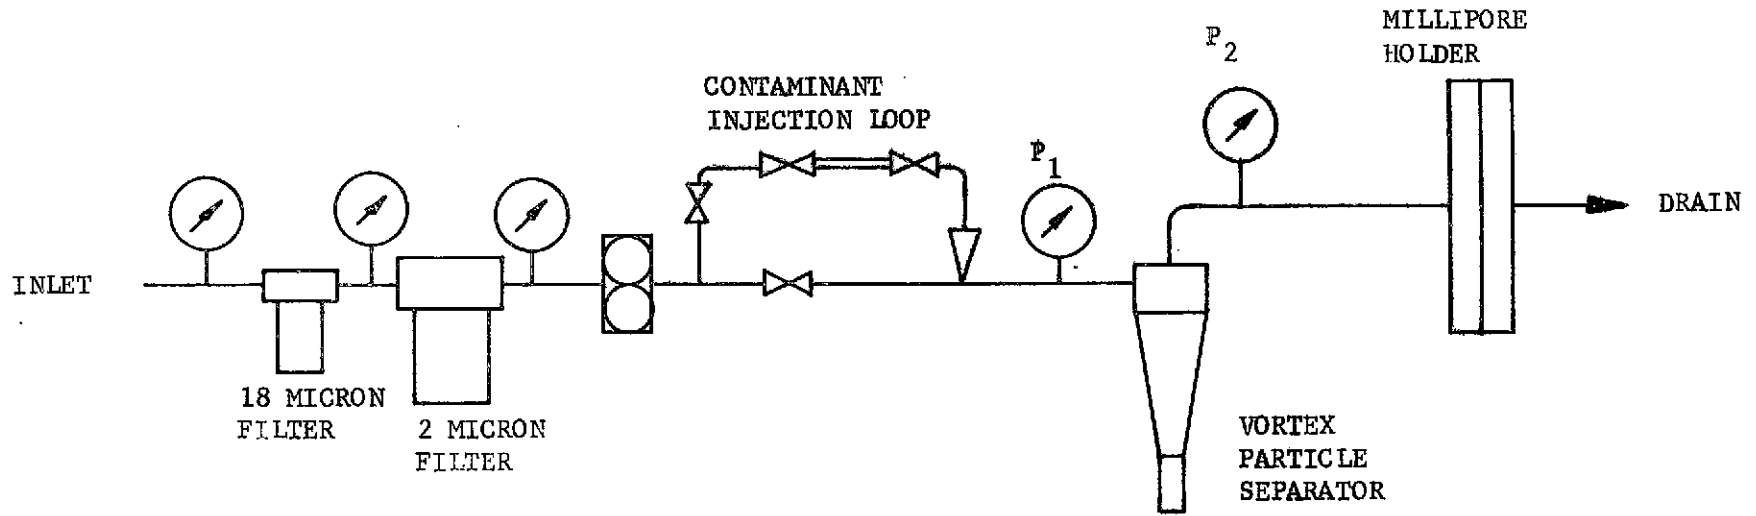 MILLIPORE
HOLDER
P2
CONTAMINANT
INJECTION LOOP
P1
DRAIN
INLET
18 MICRON
FILTER
2 MICRON
FILTER
VORTEX
PARTICLE
SEPARATOR